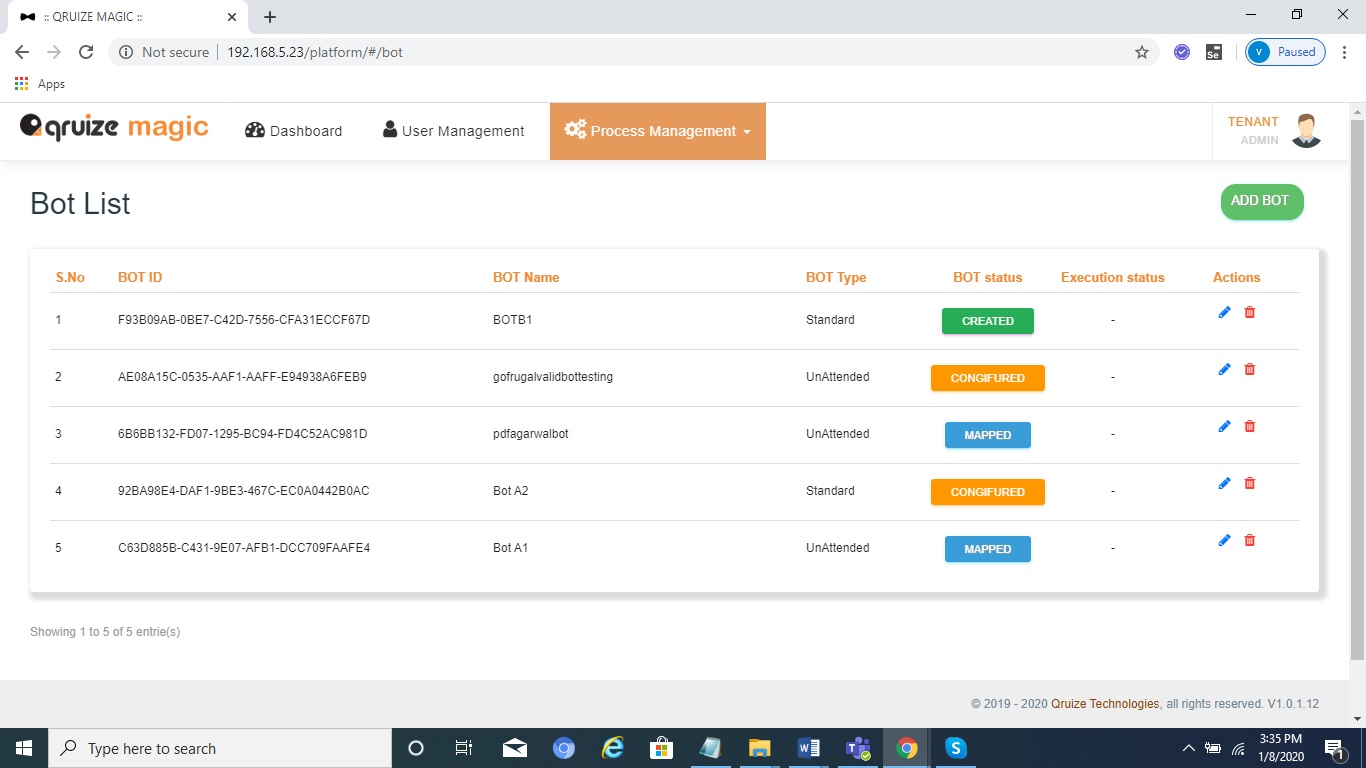 :: QRUIZE MAGIC ::
Not secure 192.168.5.23/platform/#/bot
Se
V Paused
Apps
qruize magic
Dashboard
User Management
Process Management
TENANT
ADMIN
Bot List
ADD BOT
S.No BOT ID BOT Name BOT Type BOT status Execution status Actions
1 F93B09AB-0BE7-C42D-7556-CFA31ECCF67D BOTB1 Standard CREATED -
2 AE08A15C-0535-AAF1-AAFF-E94938A6FEB9 gofrugalvalidbottesting UnAttended CONGIFURED -
3 6B6BB132-FD07-1295-BC94-FD4C52AC981D pdfagarwalbot UnAttended MAPPED -
4 92BA98E4-DAF1-9BE3-467C-EC0A0442B0AC Bot A2 Standard CONGIFURED -
5 C63D885B-C431-9E07-AFB1-DCC709FAAFE4 Bot A1 UnAttended MAPPED -
Showing 1 to 5 of 5 entrie(s)
© 2019 - 2020 Qruize Technologies, all rights reserved. V1.0.1.12
Type here to search
3:35 PM
1/8/2020
1